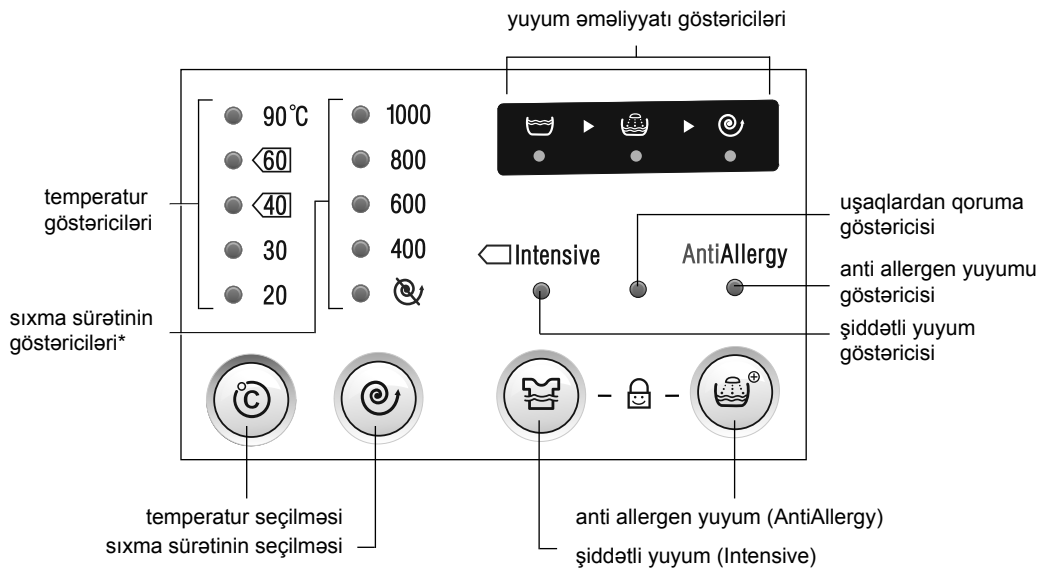 yuyum əməliyyatı göstəriciləri
90°C
60
40
30
20
1000
800
600
400
temperatur
göstəriciləri
sıxma sürətinin
göstəriciləri*
Intensive
AntiAllergy
uşaqlardan qoruma
göstəricisi
anti allergen yuyumu
göstəricisi
şiddətli yuyum
göstəricisi
°C
temperatur seçilməsi
sıxma sürətinin seçilməsi
anti allergen yuyum (AntiAllergy)
şiddətli yuyum (Intensive)